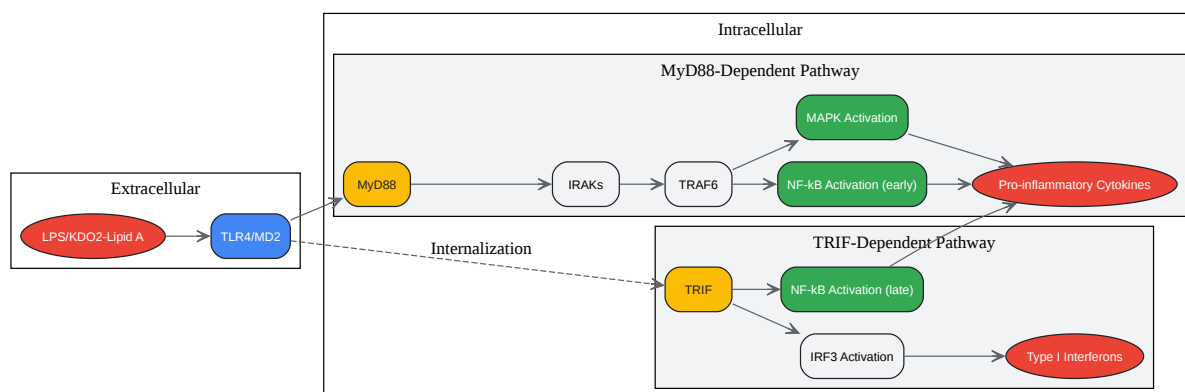 Intracellular
MyD88-Dependent Pathway
MAPK Activation
MyD88
IRAKs
TRAF6
NF-kB Activation (early)
Pro-inflammatory Cytokines
Extracellular
LPS/KDO2-Lipid A
TLR4/MD2
Internalization
TRIF-Dependent Pathway
TRIF
NF-kB Activation (late)
IRF3 Activation
Type I Interferons